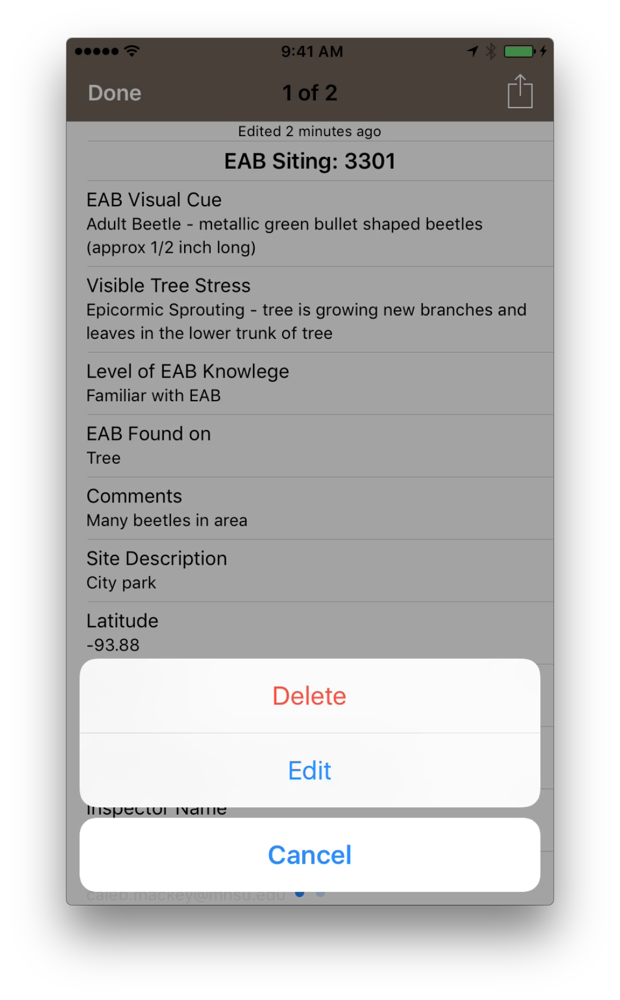 9:41 AM
Done
1 of 2
Edited 2 minutes ago
EAB Siting: 3301
EAB Visual Cue
Adult Beetle - metallic green bullet shaped beetles
(approx 1/2 inch long)
Visible Tree Stress
Epicormic Sprouting - tree is growing new branches and
leaves in the lower trunk of tree
Level of EAB Knowlege
Familiar with EAB
EAB Found on
Tree
Comments
Many beetles in area
Site Description
City park
Latitude
-93.88
Delete
Edit
Inspector Name
Cancel
caleb.mackey@mnsu.edu